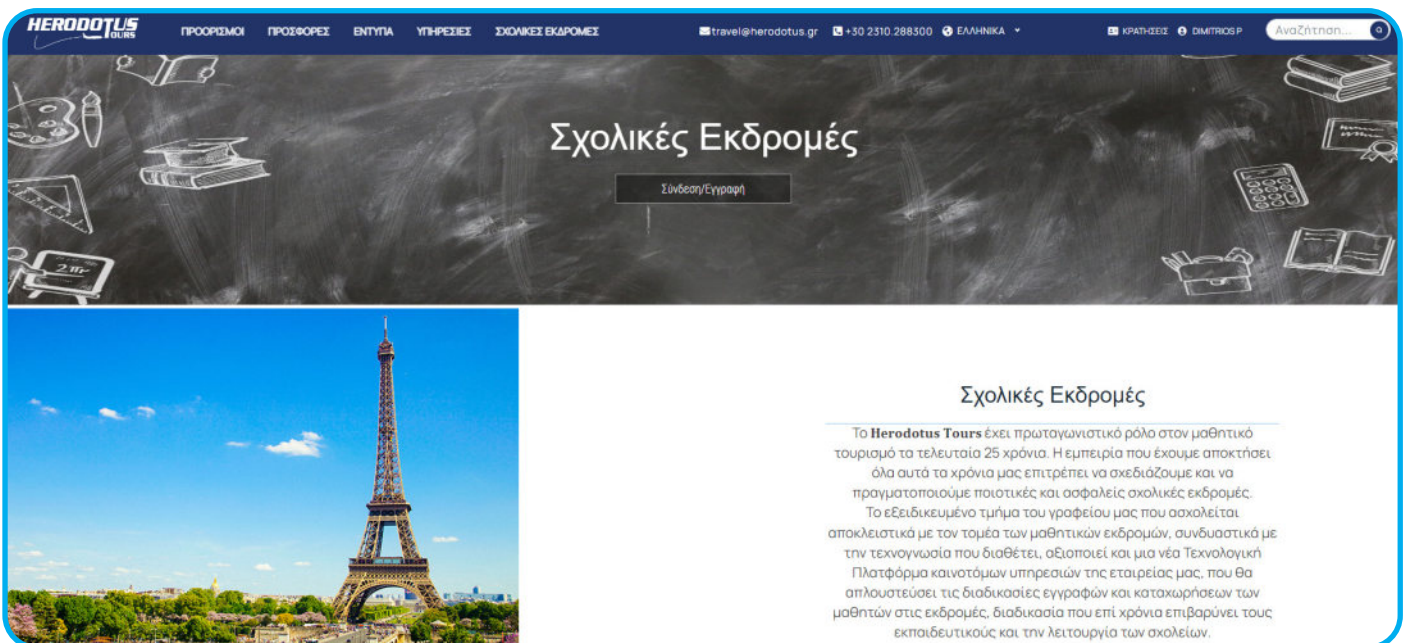 HERODOTUS
TOURS
ΠΡΟΟΡΙΣΜΟΙ ΠΡΟΣΦΟΡΕΣ ΕΝΤΥΠΑ ΥΠΗΡΕΣΙΕΣ ΣΧΟΛΙΚΕΣ ΕΚΔΡΟΜΕΣ travel@herodotus.gr +30 2310.288300 ΕΛΛΗΝΙΚΑ ΚΡΑΤΗΣΕΙΣ DIMITRIOS P Αναζήτηση...
Σχολικές Εκδρομές
Σύνδεση/Εγγραφή
2πr
Σχολικές Εκδρομές
Το Herodotus Tours έχει πρωταγωνιστικό ρόλο στον μαθητικό
τουρισμό τα τελευταία 25 χρόνια. Η εμπειρία που έχουμε αποκτήσει
όλα αυτά τα χρόνια μας επιτρέπει να σχεδιάζουμε και να
πραγματοποιούμε ποιοτικές και ασφαλείς σχολικές εκδρομές.
Το εξειδικευμένο τμήμα του γραφείου μας που ασχολείται
αποκλειστικά με τον τομέα των μαθητικών εκδρομών, συνδυαστικά με
την τεχνογνωσία που διαθέτει, αξιοποιεί και μια νέα Τεχνολογική
Πλατφόρμα καινοτόμων υπηρεσιών της εταιρείας μας, που θα
απλουστεύσει τις διαδικασίες εγγραφών και καταχωρήσεων των
μαθητών στις εκδρομές, διαδικασία που επί χρόνια επιβαρύνει τους
εκπαιδευτικούς και την λειτουργία των σχολείων.